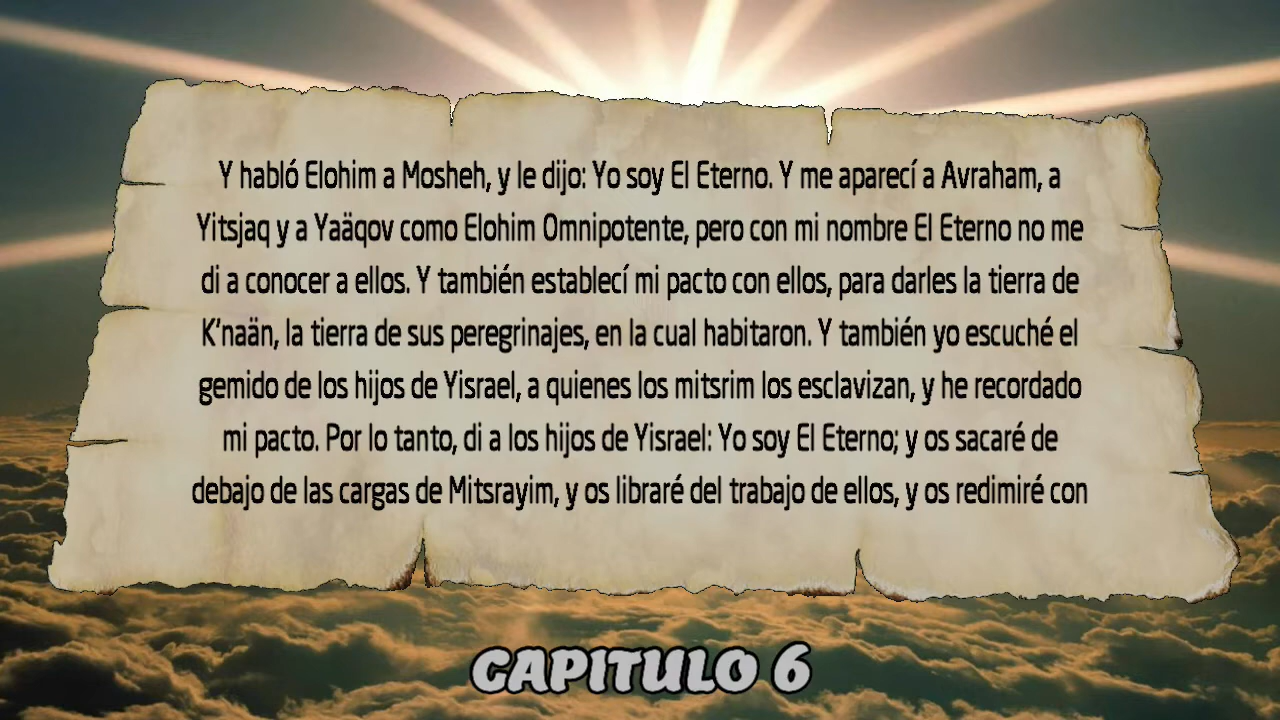 Y habló Elohim a Mosheh, y le dijo: Yo soy El Eterno. Y me aparecí a Avraham, a
Yitsjaq y a Yaäqov como Elohim Omnipotente, pero con mi nombre El Eterno no me
di a conocer a ellos. Y también establecí mi pacto con ellos, para darles la tierra de
K'naän, la tierra de sus peregrinajes, en la cual habitaron. Y también yo escuché el
gemido de los hijos de Yisrael, a quienes los mitsrim los esclavizan, y he recordado
mi pacto. Por lo tanto, di a los hijos de Yisrael: Yo soy El Eterno; y os sacaré de
debajo de las cargas de Mitsrayim, y os libraré del trabajo de ellos, y os redimiré con
CAPITULO 6